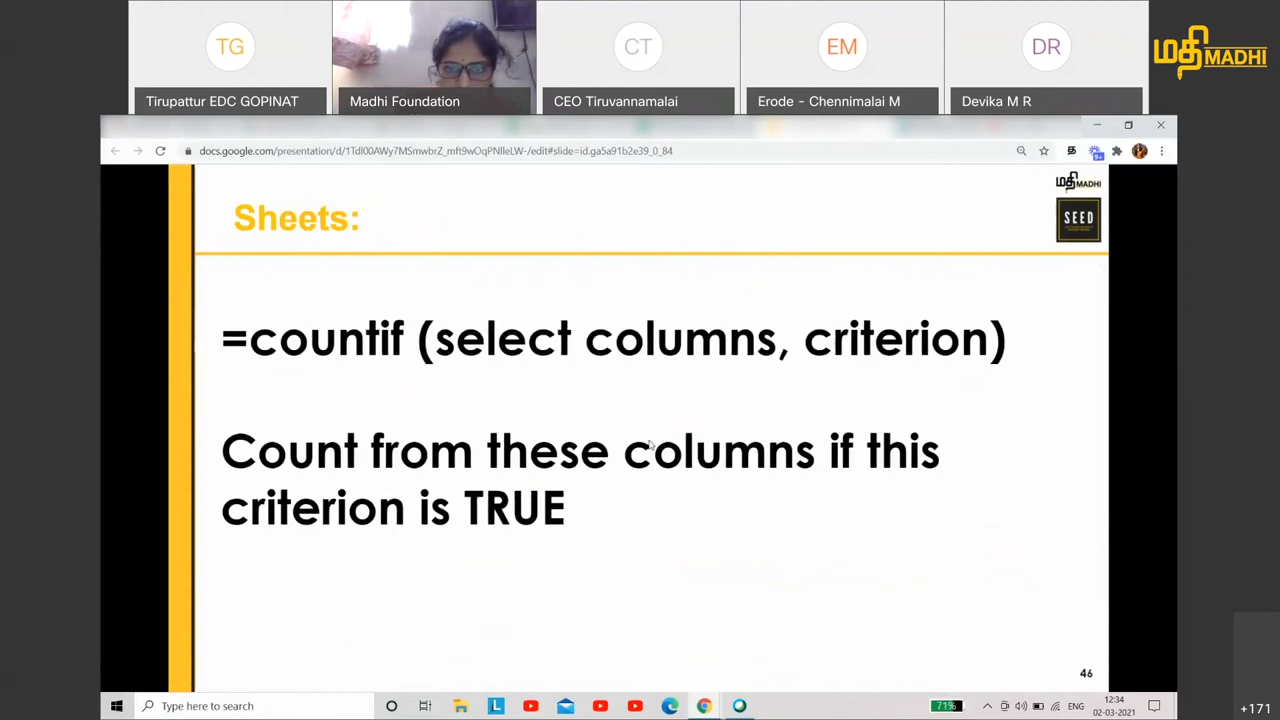 TG
CT
EM
DR
மதி MADHI
Tirupattur EDC GOPINAT
Madhi Foundation
CEO Tiruvannamalai
Erode - Chennimalai M
Devika M R
docs.google.com/presentation/d/1Tdl00AWy7MSmwbrZ_mft9wOqPNlleLW-/edit#slide=id.ga5a91b2e39_0_84
மதி MADHI
Sheets:
SEED
=countif (select columns, criterion)
Count from these columns if this
criterion is TRUE
46
Type here to search
71%
ENG
12:34
02-03-2021
+171